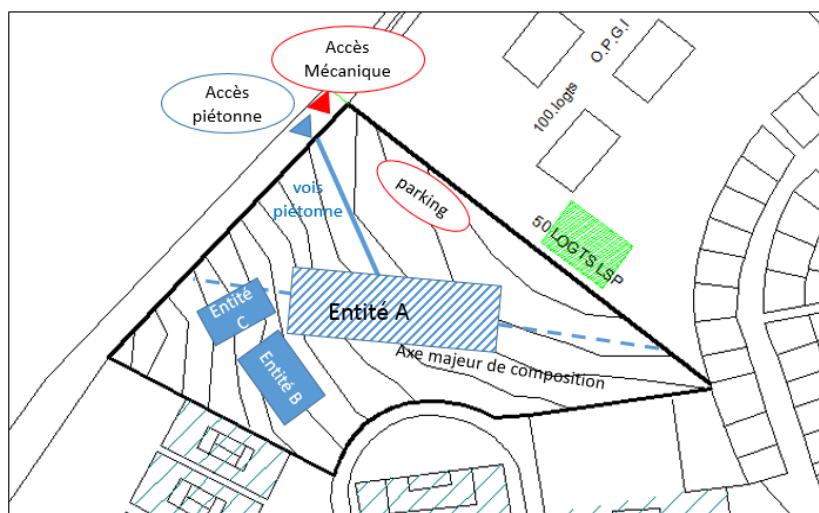 Accès
Mécanique
Accès
piétonne
O.P.G.I
100.logts
vois
piétonne
parking
50 LOGTS LSP
Entité
C
Entité A
Entité B
Axe majeur de composition